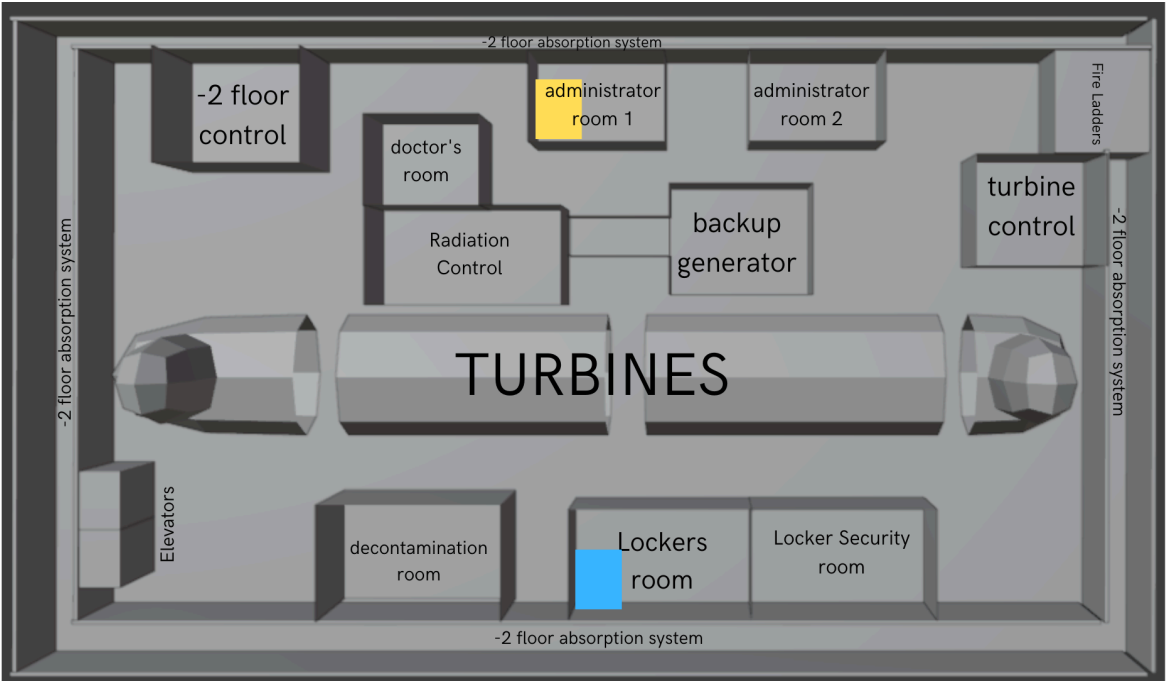 -2 floor absorption system
-2 floor
control
administrator
room 1
administrator
room 2
Fire Ladders
doctor's
room
turbine
control
Radiation
Control
backup
generator
-2 floor absorption system
-2 floor absorption system
TURBINES
Elevators
decontamination
room
Lockers
room
Locker Security
room
-2 floor absorption system